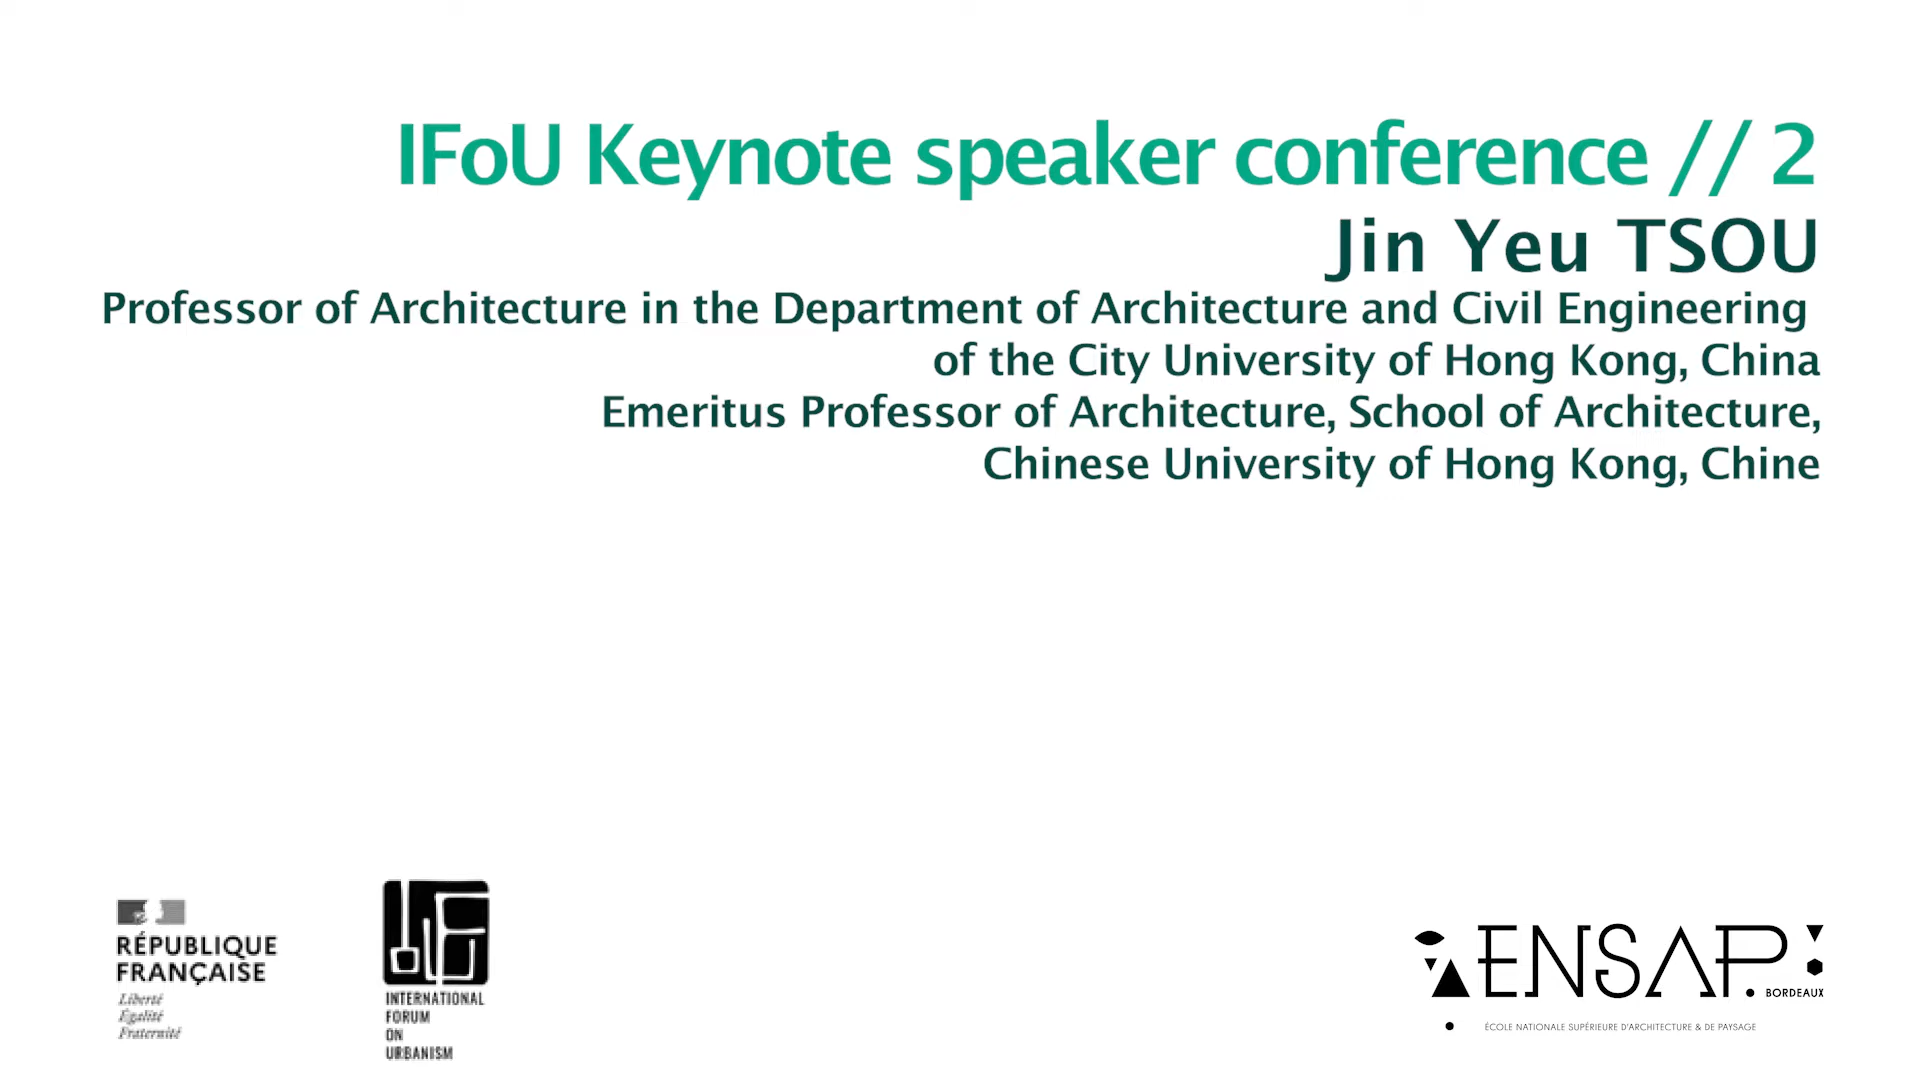 IFoU Keynote speaker conference // 2
Jin Yeu TSOU
Professor of Architecture in the Department of Architecture and Civil Engineering
of the City University of Hong Kong, China
Emeritus Professor of Architecture, School of Architecture,
Chinese University of Hong Kong, Chine
RÉPUBLIQUE
FRANÇAISE
Liberté
Égalité
Fraternité
INTERNATIONAL
FORUM
ON
URBANISM
ENSAP
BORDEAUX
ÉCOLE NATIONALE SUPÉRIEURE D'ARCHITECTURE & DE PAYSAGE